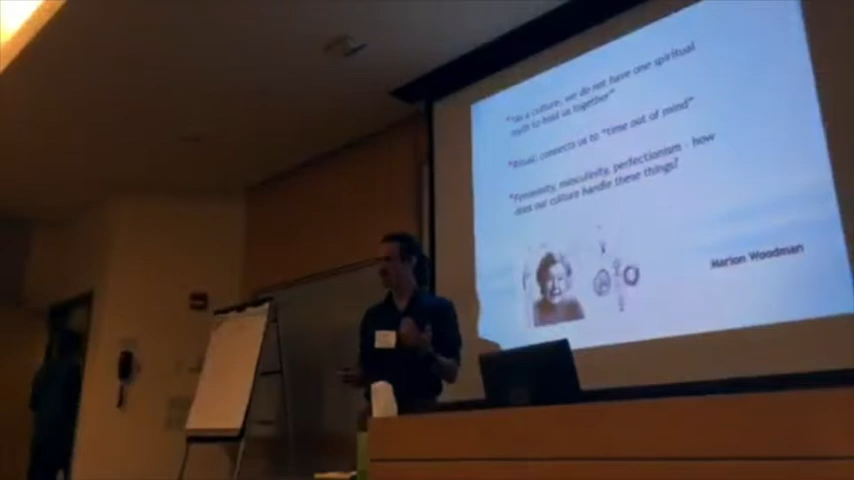 "As a culture, we do not have one spiritual
myth to hold us together"
"Ritual: connects us to "time out of mind"
"Femininity, masculinity, perfectionism - how
does our culture handle these things?
Marion Woodman